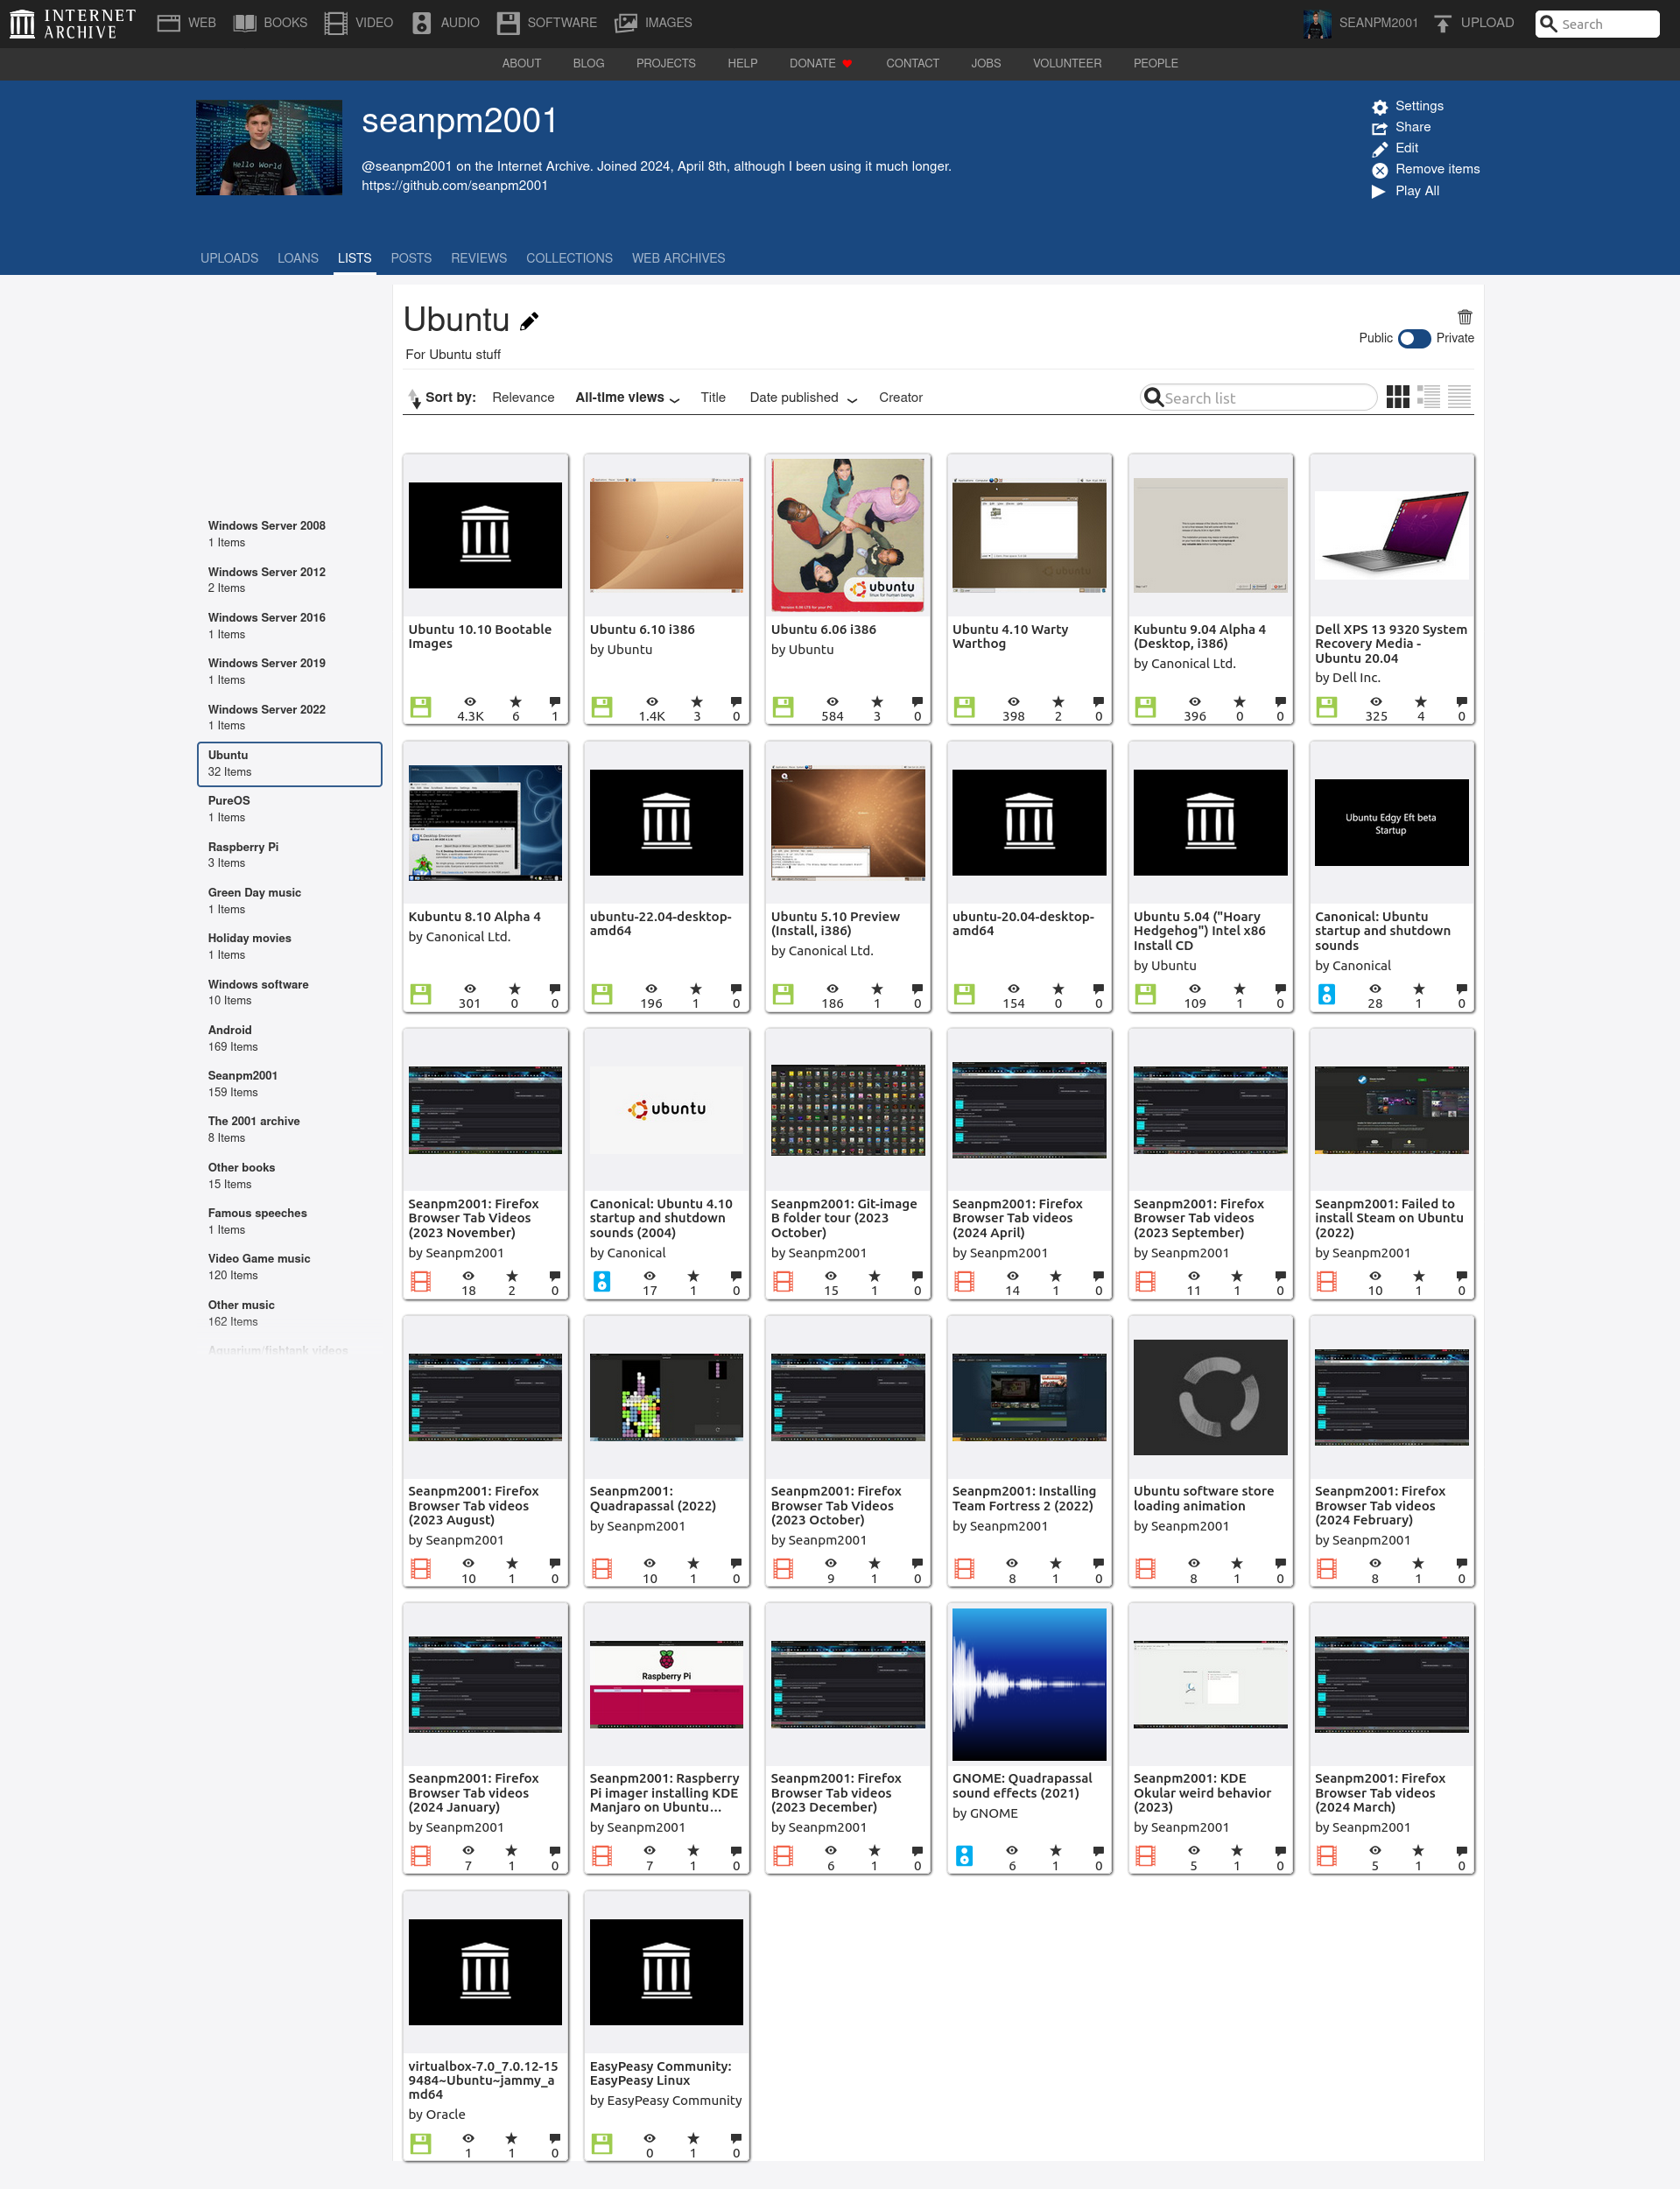 INTERNET ARCHIVE
WEB BOOKS VIDEO AUDIO SOFTWARE IMAGES SEANPM2001 UPLOAD Search
ABOUT BLOG PROJECTS HELP DONATE CONTACT JOBS VOLUNTEER PEOPLE
Hello World
seanpm2001
@seanpm2001 on the Internet Archive. Joined 2024, April 8th, although I been using it much longer.
https://github.com/seanpm2001
Settings
Share
Edit
Remove items
Play All
UPLOADS LOANS LISTS POSTS REVIEWS COLLECTIONS WEB ARCHIVES
Windows Server 2008
1 Items
Windows Server 2012
2 Items
Windows Server 2016
1 Items
Windows Server 2019
1 Items
Windows Server 2022
1 Items
Ubuntu
32 Items
PureOS
1 Items
Raspberry Pi
3 Items
Green Day music
1 Items
Holiday movies
1 Items
Windows software
10 Items
Android
169 Items
Seanpm2001
159 Items
The 2001 archive
8 Items
Other books
15 Items
Famous speeches
1 Items
Video Game music
120 Items
Other music
162 Items
Aquarium/fishtank videos
Ubuntu
For Ubuntu stuff
Public Private
Sort by: Relevance All-time views Title Date published Creator Search list
Ubuntu 10.10 Bootable
Images
4.3K 6 1
Ubuntu 6.10 i386
by Ubuntu
1.4K 3 0
ubuntu
linux for human beings
Version 6.06 LTS for your PC
Ubuntu 6.06 i386
by Ubuntu
584 3 0
ubuntu
Ubuntu 4.10 Warty
Warthog
398 2 0
Kubuntu 9.04 Alpha 4
(Desktop, i386)
by Canonical Ltd.
396 0 0
Dell XPS 13 9320 System
Recovery Media -
Ubuntu 20.04
by Dell Inc.
325 4 0
Kubuntu 8.10 Alpha 4
by Canonical Ltd.
301 0 0
ubuntu-22.04-desktop-
amd64
196 1 0
Ubuntu 5.10 Preview
(Install, i386)
by Canonical Ltd.
186 1 0
ubuntu-20.04-desktop-
amd64
154 0 0
Ubuntu 5.04 ("Hoary
Hedgehog") Intel x86
Install CD
by Ubuntu
109 1 0
Ubuntu Edgy Eft beta
Startup
Canonical: Ubuntu
startup and shutdown
sounds
by Canonical
28 1 0
Seanpm2001: Firefox
Browser Tab Videos
(2023 November)
by Seanpm2001
18 2 0
ubuntu
Canonical: Ubuntu 4.10
startup and shutdown
sounds (2004)
by Canonical
17 1 0
Seanpm2001: Git-image
B folder tour (2023
October)
by Seanpm2001
15 1 0
Seanpm2001: Firefox
Browser Tab videos
(2024 April)
by Seanpm2001
14 1 0
Seanpm2001: Firefox
Browser Tab videos
(2023 September)
by Seanpm2001
11 1 0
Seanpm2001: Failed to
install Steam on Ubuntu
(2022)
by Seanpm2001
10 1 0
Seanpm2001: Firefox
Browser Tab videos
(2023 August)
by Seanpm2001
10 1 0
Seanpm2001:
Quadrapassal (2022)
by Seanpm2001
10 1 0
Seanpm2001: Firefox
Browser Tab Videos
(2023 October)
by Seanpm2001
9 1 0
Seanpm2001: Installing
Team Fortress 2 (2022)
by Seanpm2001
8 1 0
Ubuntu software store
loading animation
by Seanpm2001
8 1 0
Seanpm2001: Firefox
Browser Tab videos
(2024 February)
by Seanpm2001
8 1 0
Seanpm2001: Firefox
Browser Tab videos
(2024 January)
by Seanpm2001
7 1 0
Raspberry Pi
Seanpm2001: Raspberry
Pi imager installing KDE
Manjaro on Ubuntu...
by Seanpm2001
7 1 0
Seanpm2001: Firefox
Browser Tab videos
(2023 December)
by Seanpm2001
6 1 0
GNOME: Quadrapassal
sound effects (2021)
by GNOME
6 1 0
Seanpm2001: KDE
Okular weird behavior
(2023)
by Seanpm2001
5 1 0
Seanpm2001: Firefox
Browser Tab videos
(2024 March)
by Seanpm2001
5 1 0
virtualbox-7.0_7.0.12-15
9484~Ubuntu~jammy_a
md64
by Oracle
1 1 0
EasyPeasy Community:
EasyPeasy Linux
by EasyPeasy Community
0 1 0